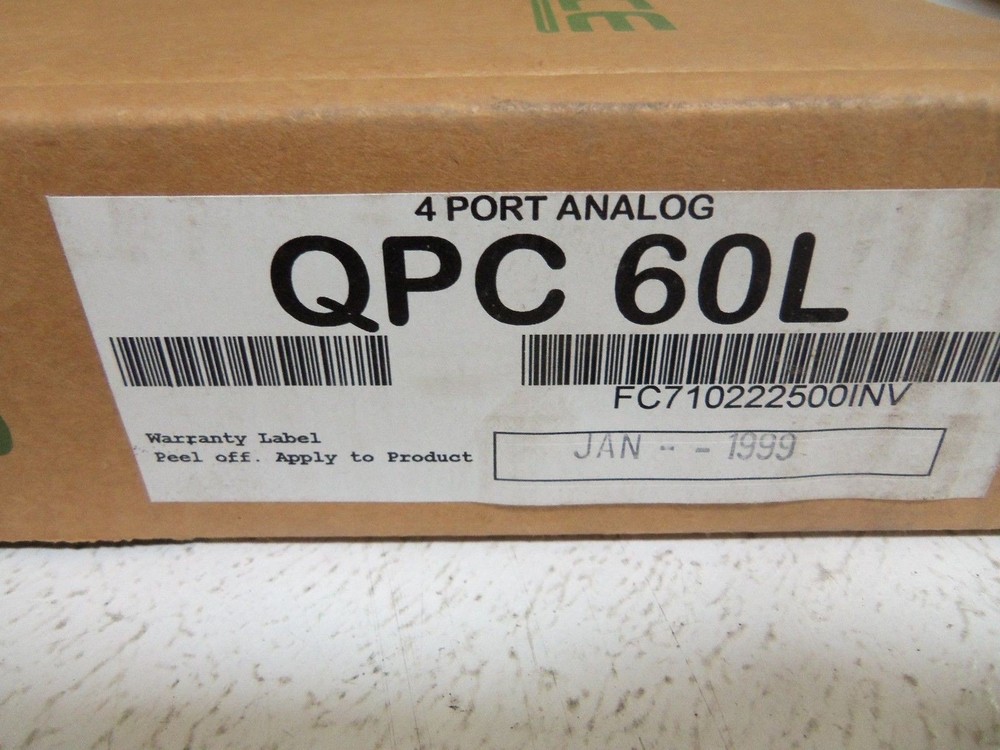 4 PORT ANALOG
QPC 60L
FC710222500INV
Warranty Label
Peel off. Apply to Product
JAN -- - 1999